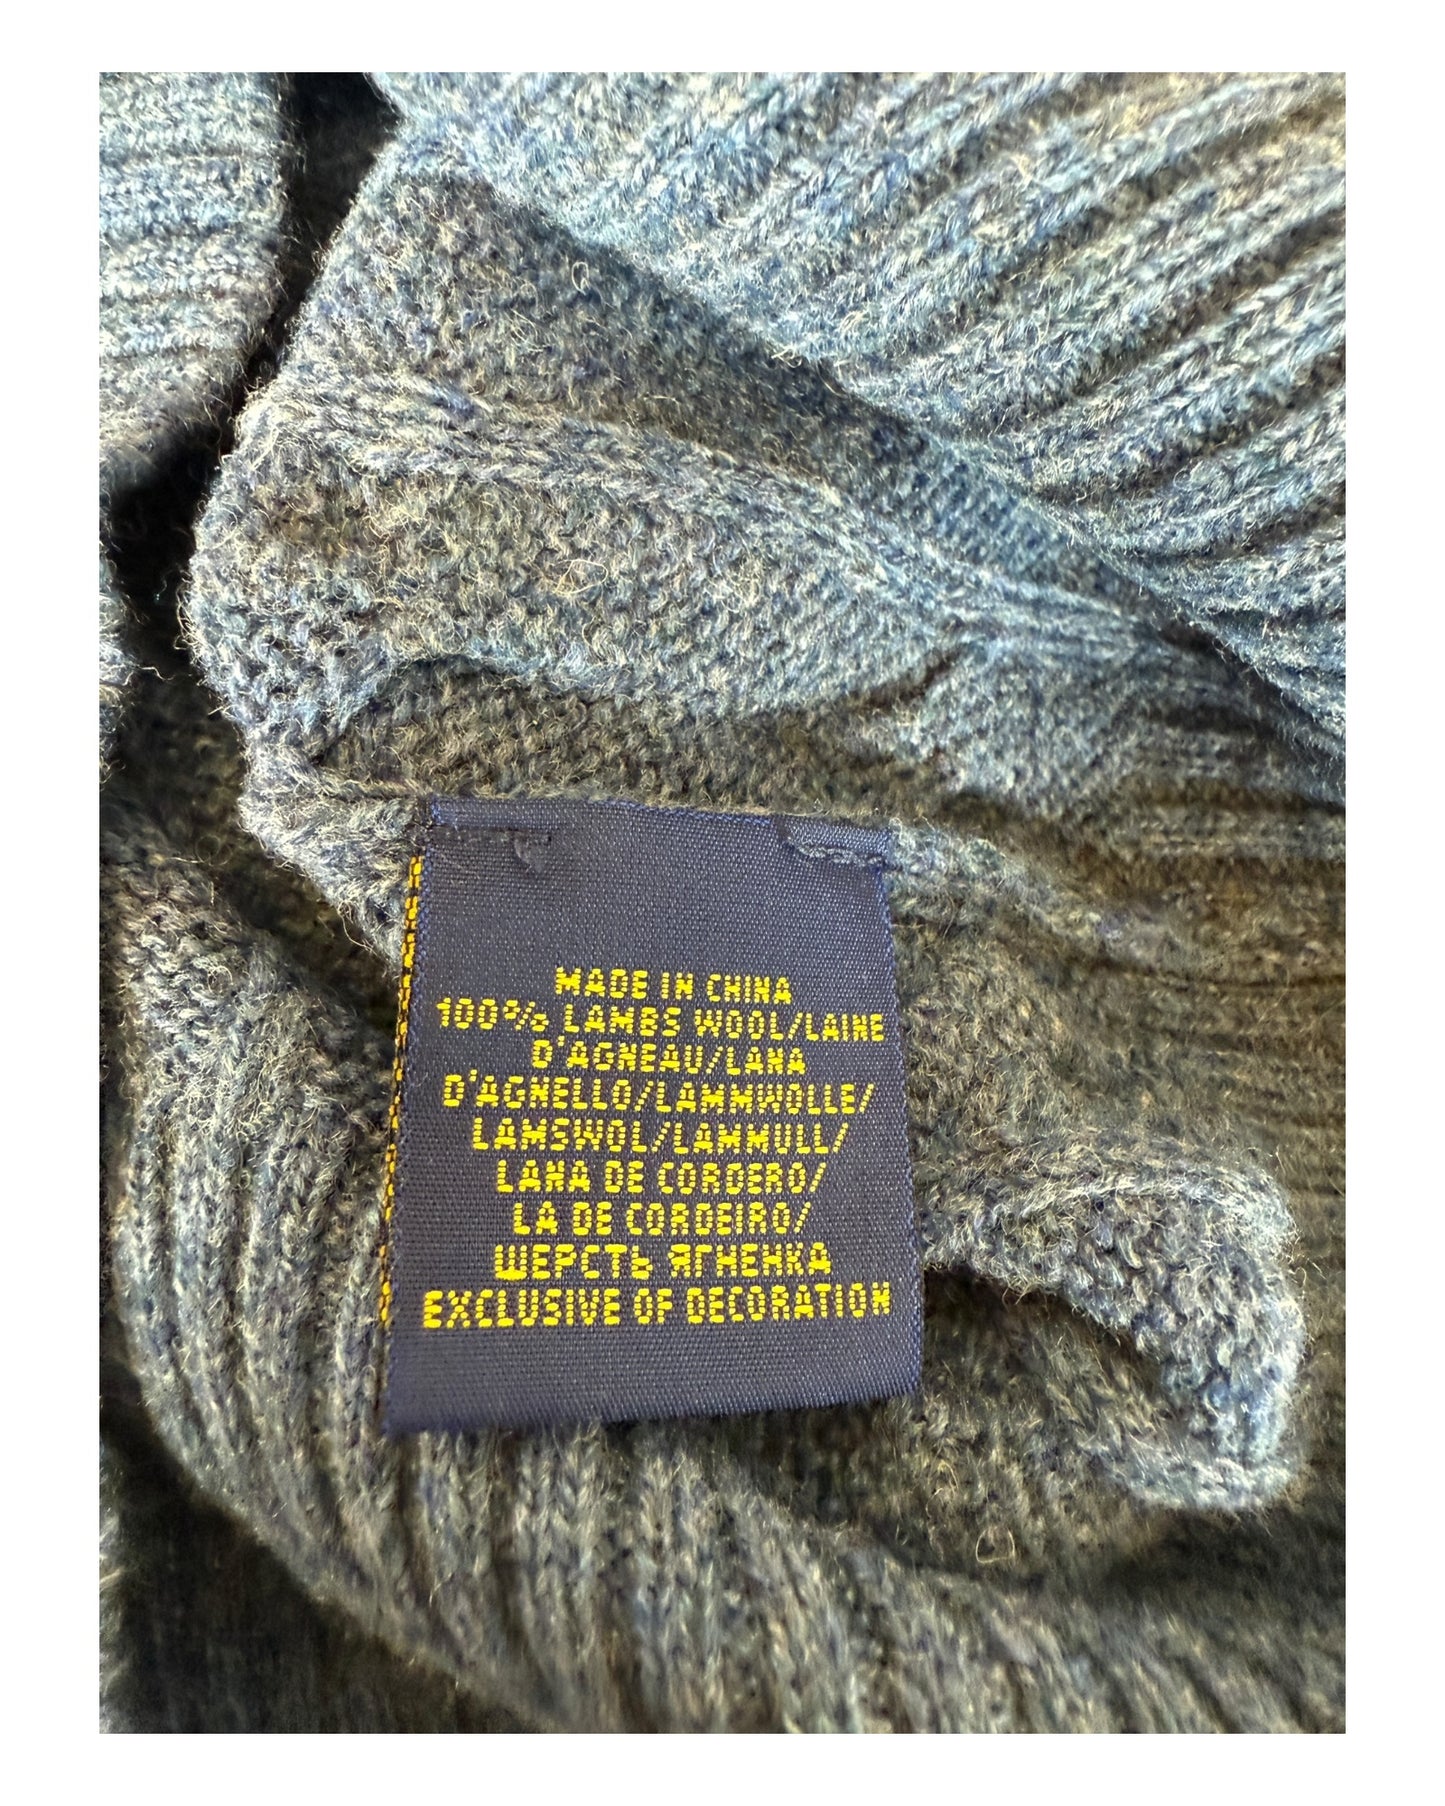 MADE IN CHINA
100% LAMBS WOOL/LAINE
D'AGNEAU/LANA
D'AGNELLO/LAMMWOLLE/
LAMSWOL/LAMMULL/
LANA DE CORDERO/
LA DE CORDEIRO/
ШЕРСТЬ ЯГНЕНКА
EXCLUSIVE OF DECORATION